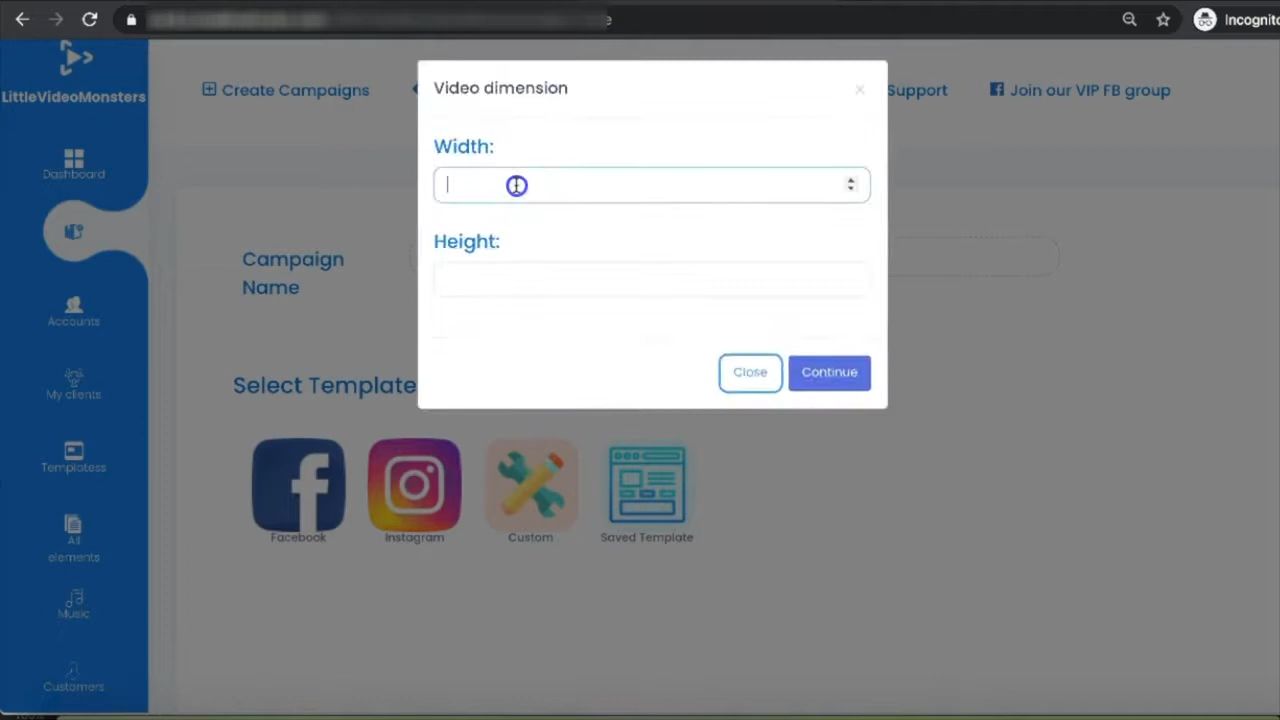 e
Incognito
LittleVideoMonsters
Create Campaigns
Support
Join our VIP FB group
Video dimension
×
Width:
Height:
Close
Continue
Dashboard
Accounts
My clients
Templatess
All
elements
Music
Customers
Campaign
Name
Select Template
Facebook
Instagram
Custom
Saved Template